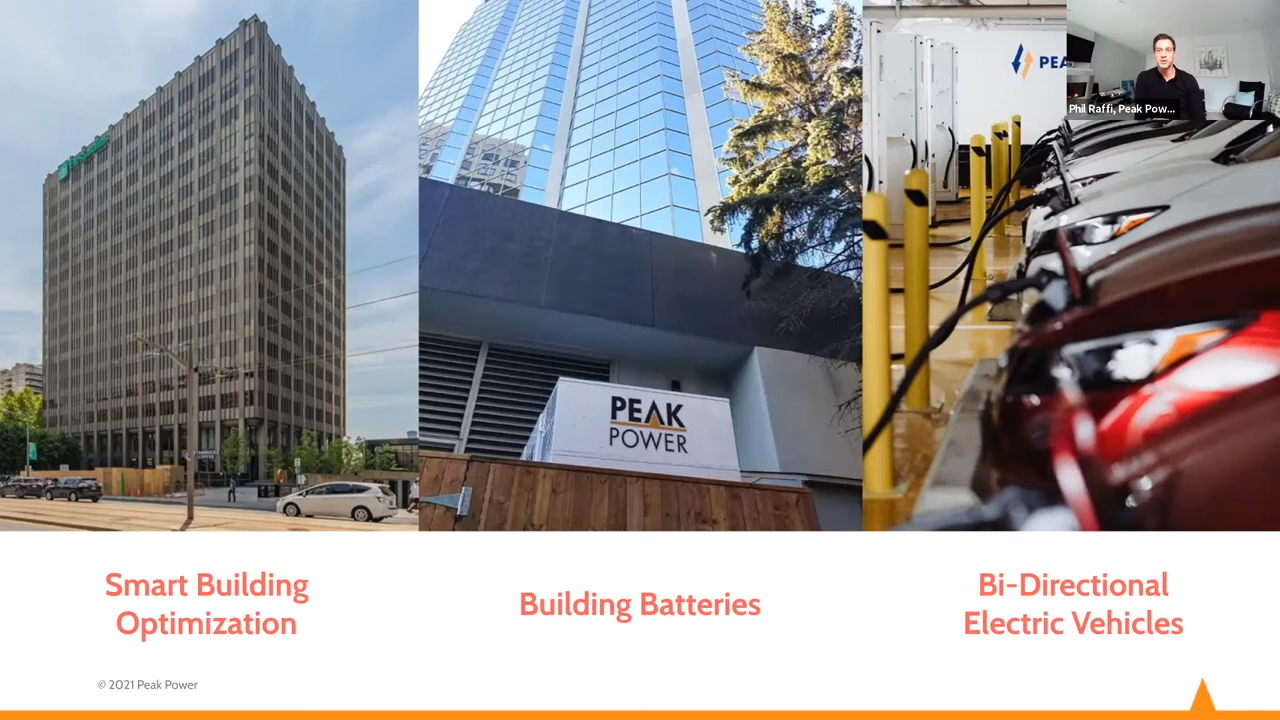 PEAK
POWER
PEA
Phil Raffi, Peak Pow...
Smart Building
Optimization
Building Batteries
Bi-Directional
Electric Vehicles
© 2021 Peak Power